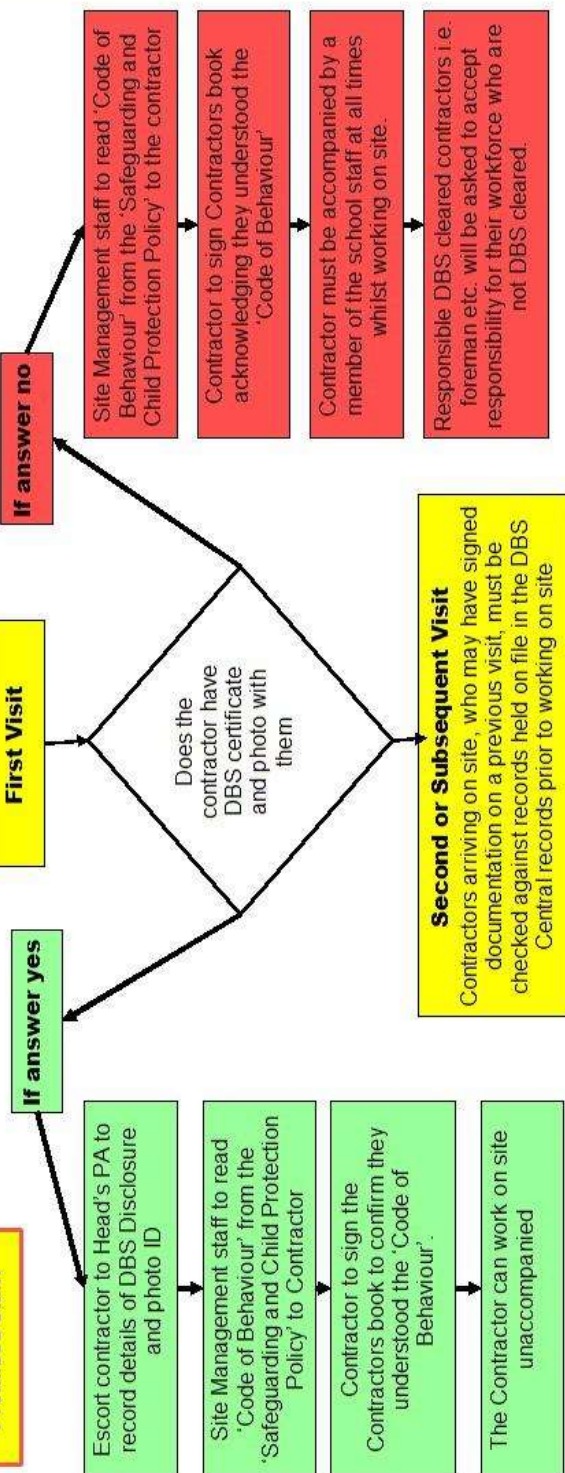 First Visit
If answer yes
If answer no
Does the
contractor have
DBS certificate
and photo with
them
Escort contractor to Head's PA to
record details of DBS Disclosure
and photo ID
Site Management staff to read
'Code of Behaviour' from the
'Safeguarding and Child Protection
Policy' to Contractor
Contractor to sign the
Contractors book to confirm they
understood the 'Code of
Behaviour'.
The Contractor can work on site
unaccompanied
Second or Subsequent Visit
Contractors arriving on site, who may have signed
documentation on a previous visit, must be
checked against records held on file in the DBS
Central records prior to working on site
Site Management staff to read 'Code of
Behaviour' from the 'Safeguarding and
Child Protection Policy' to the contractor
Contractor to sign Contractors book
acknowledging they understood the
'Code of Behaviour'
Contractor must be accompanied by a
member of the school staff at all times
whilst working on site.
Responsible DBS cleared contractors i.e.
foreman etc. will be asked to accept
responsibility for their workforce who are
not DBS cleared.